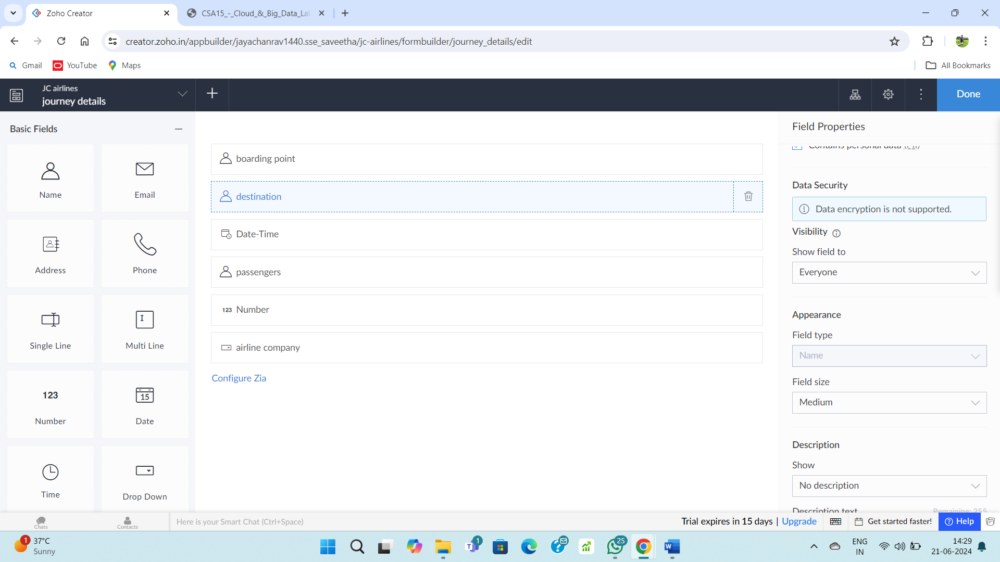 Zoho Creator
CSA15_-_Cloud_&_Big_Data_Lab
creator.zoho.in/appbuilder/jayachanrav1440.sse_saveetha/jc-airlines/formbuilder/journey_details/edit
Gmail
YouTube
Maps
All Bookmarks
JC airlines
journey details
Done
Basic Fields
Name
Email
Address
Phone
Single Line
Multi Line
123
Number
15
Date
Time
Drop Down
boarding point
destination
Date-Time
passengers
123 Number
airline company
Configure Zia
Field Properties
Contains personal data (PII)
Data Security
Data encryption is not supported.
Visibility
Show field to
Everyone
Appearance
Field type
Name
Field size
Medium
Description
Show
No description
Description text
Remaining: 255
Chats
Contacts
Here is your Smart Chat (Ctrl+Space)
Trial expires in 15 days | Upgrade
Get started faster!
Help
1
37°C
Sunny
1
25
ENG
IN
14:29
21-06-2024